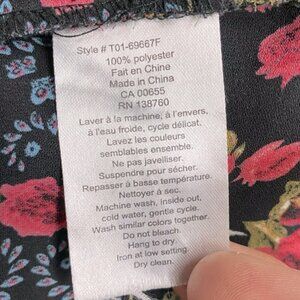 Style # T01-69667F
100% polyester
Fait en Chine
Made in China
CA 00655
RN 138760
Laver à la machine, à l'envers,
à l'eau froide, cycle délicat.
Lavez les couleurs
semblables ensemble.
Ne pas javeliser.
Suspendre pour sécher.
Repasser à basse température.
Nettoyer à sec.
Machine wash, inside out,
cold water, gentle cycle.
Wash similar colors together.
Do not bleach.
Hang to dry.
Iron at low setting.
Dry clean.